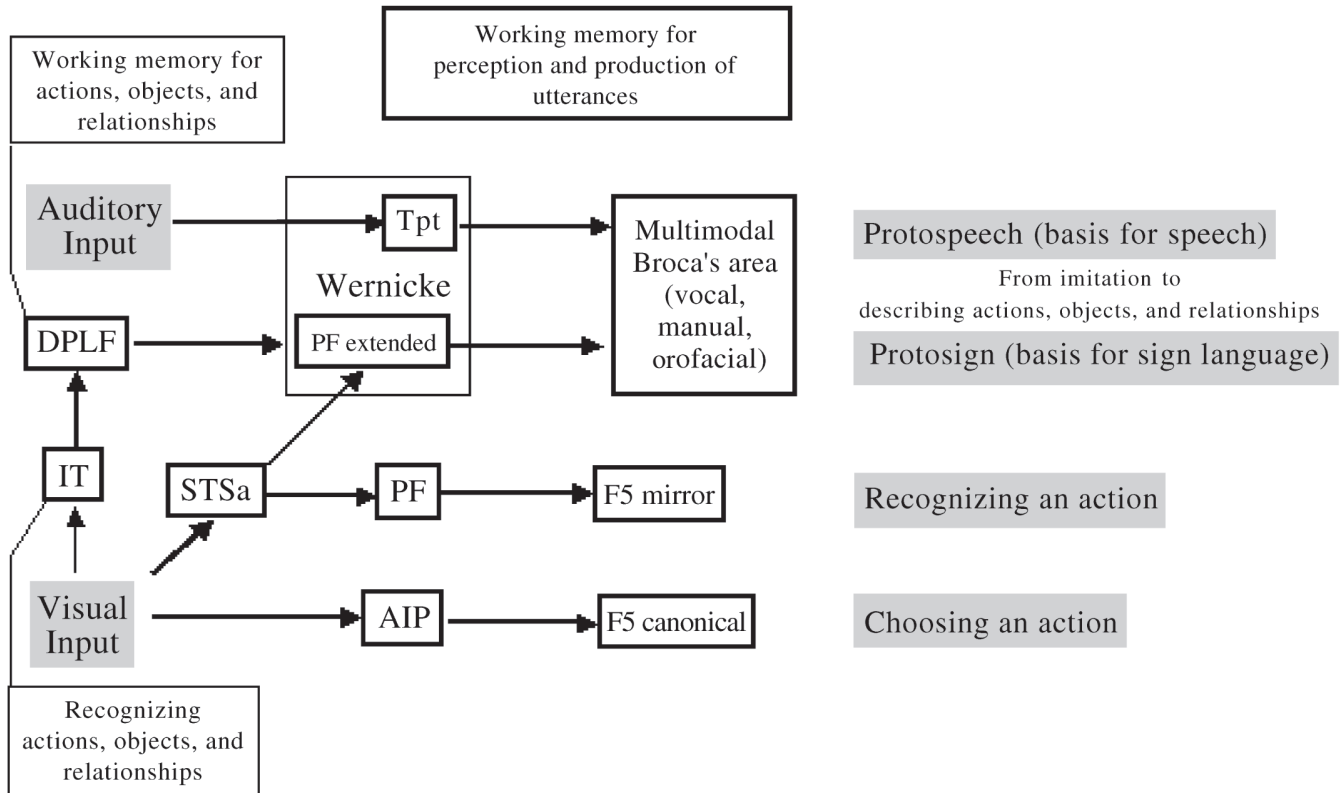 Working memory for
actions, objects, and
relationships
Working memory for
perception and production of
utterances
Auditory
Input
Tpt
Wernicke
PF extended
Multimodal
Broca's area
(vocal,
manual,
orofacial)
Protospeech (basis for speech)
From imitation to
describing actions, objects, and relationships
Protosign (basis for sign language)
DPLF
IT
STSa
PF
F5 mirror
Recognizing an action
Visual
Input
AIP
F5 canonical
Choosing an action
Recognizing
actions, objects, and
relationships